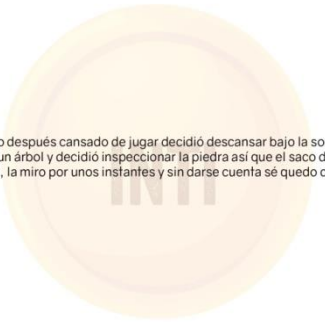 o después cansado de jugar decidió descansar bajo la so
un árbol y decidió inspeccionar la piedra así que el saco d
, la miro por unos instantes y sin darse cuenta sé quedo d
INTI